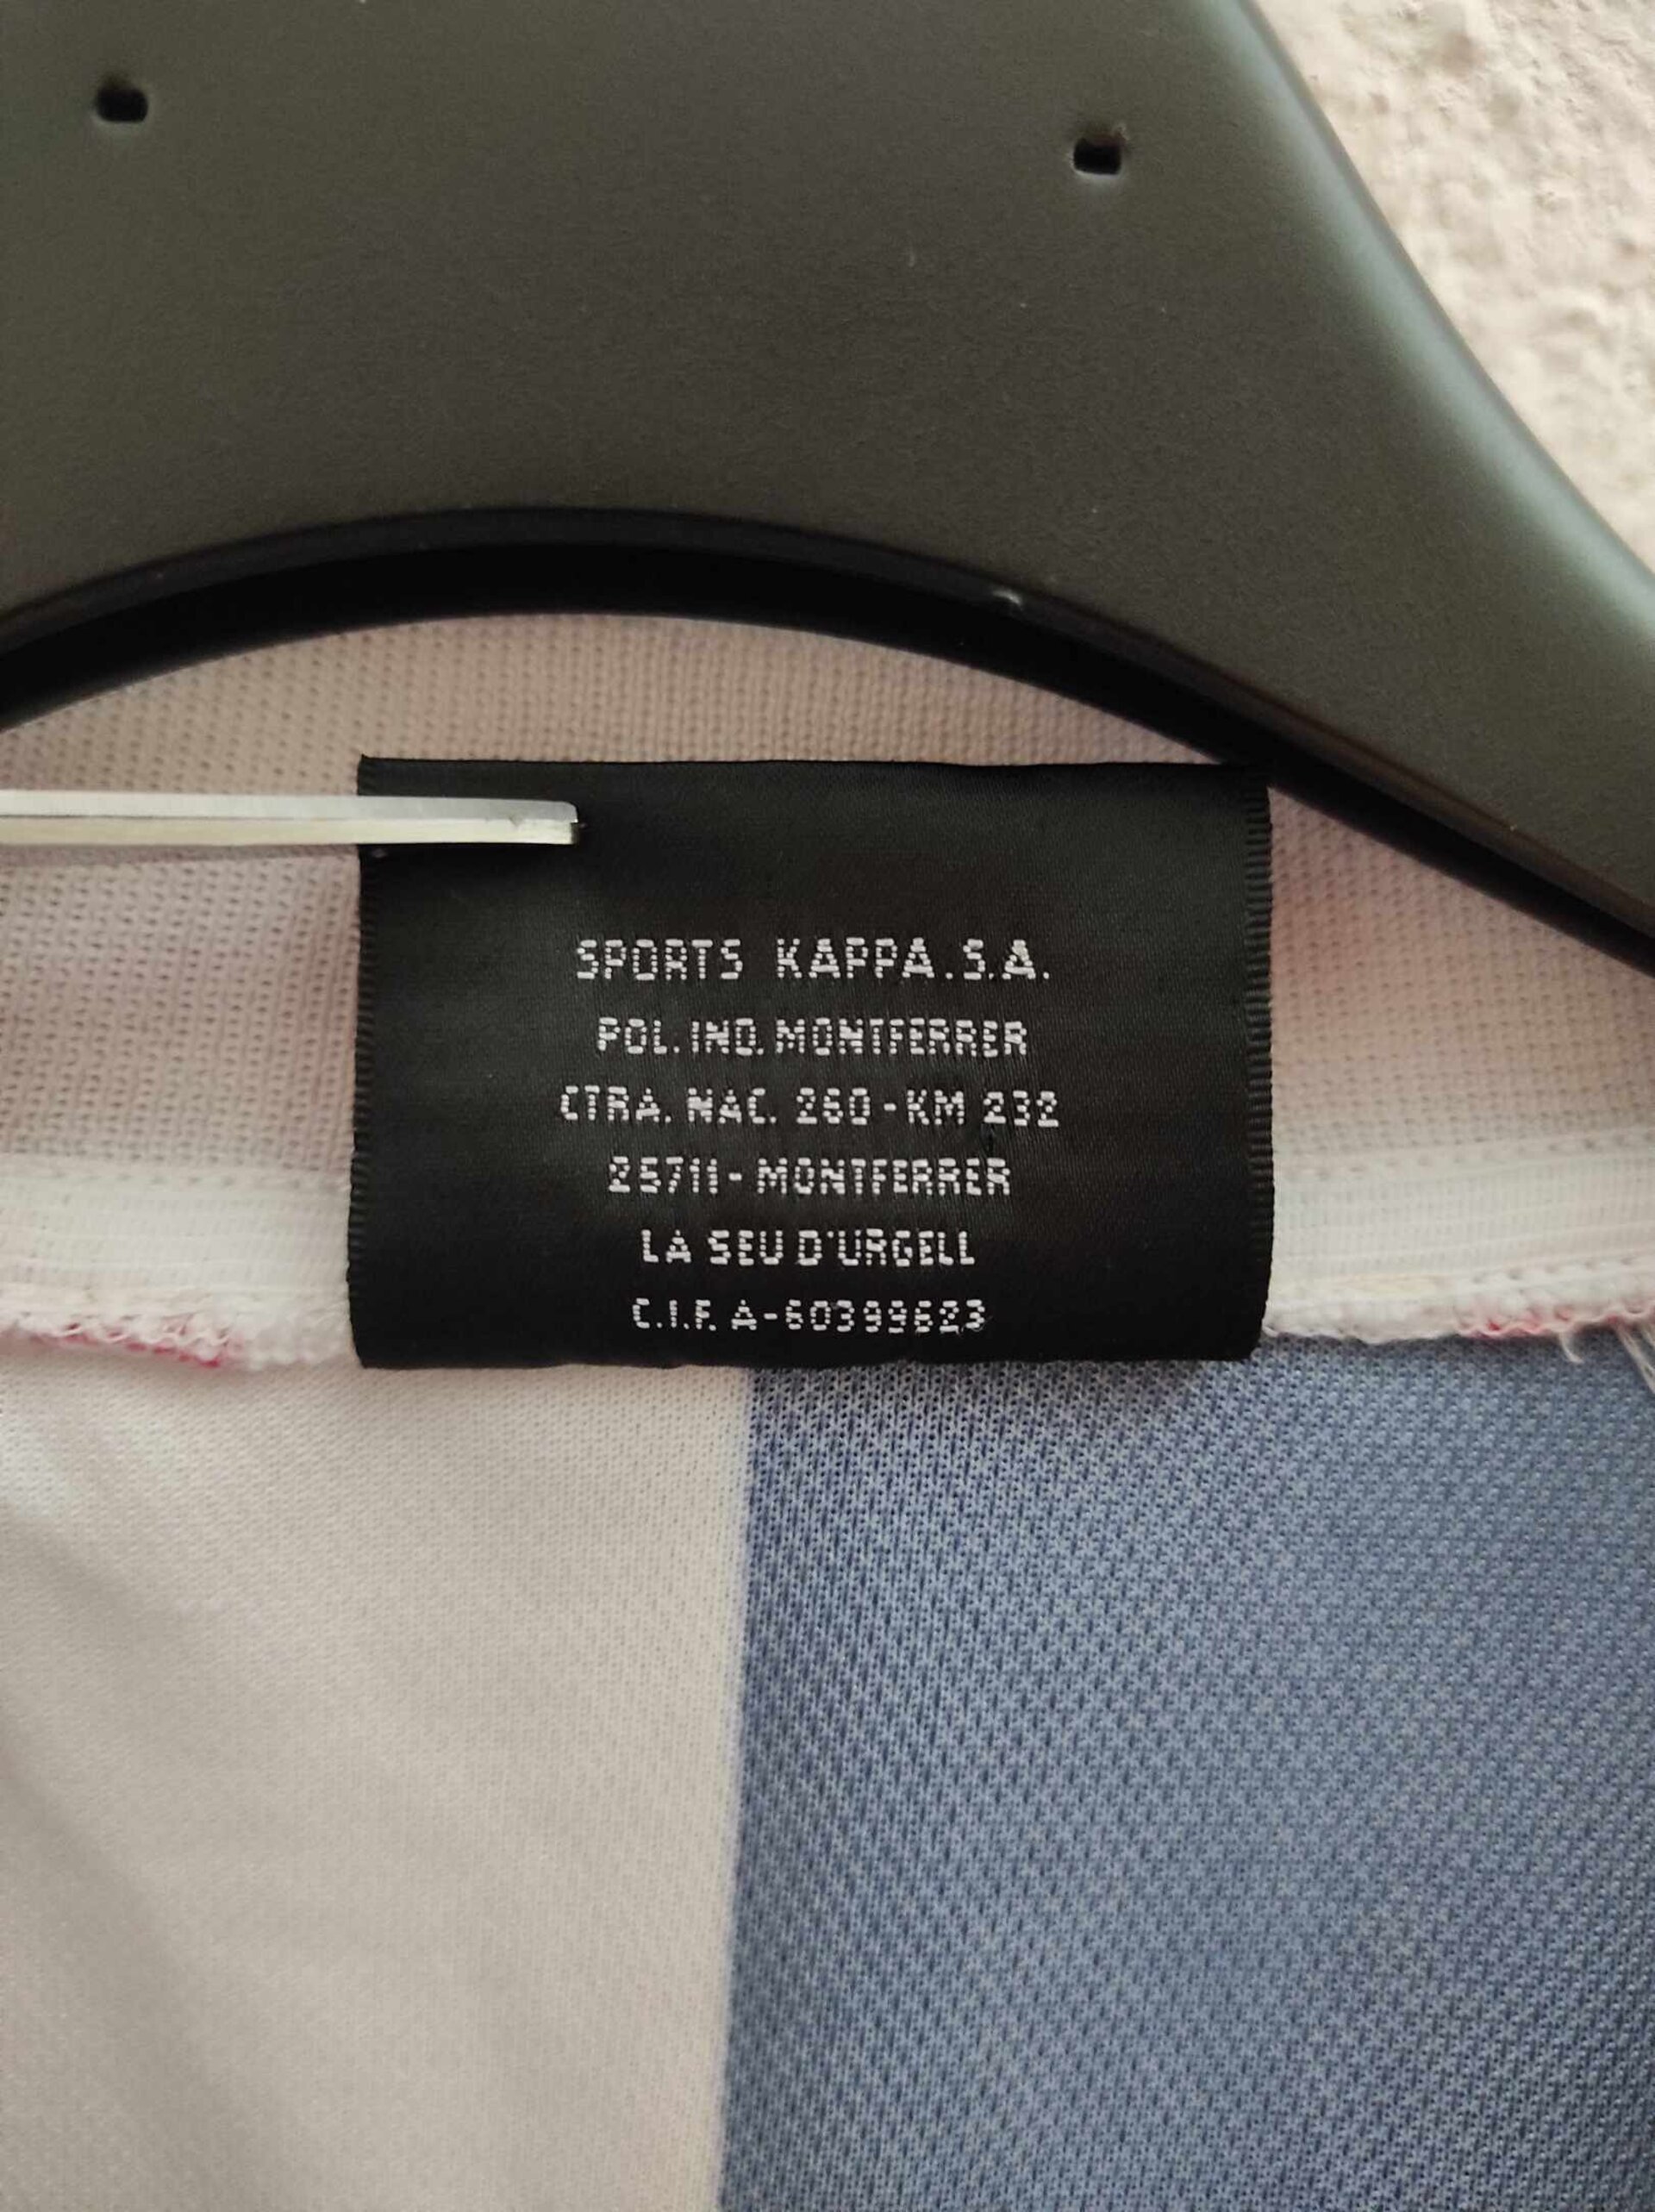 SPORTS KAPPA.S.A.
POL.IND.MONTFERRER
CTRA. NAC. 260-KM 232
25711-MONTFERRER
LA SEU D'URGELL
C.I.F. A-60399623